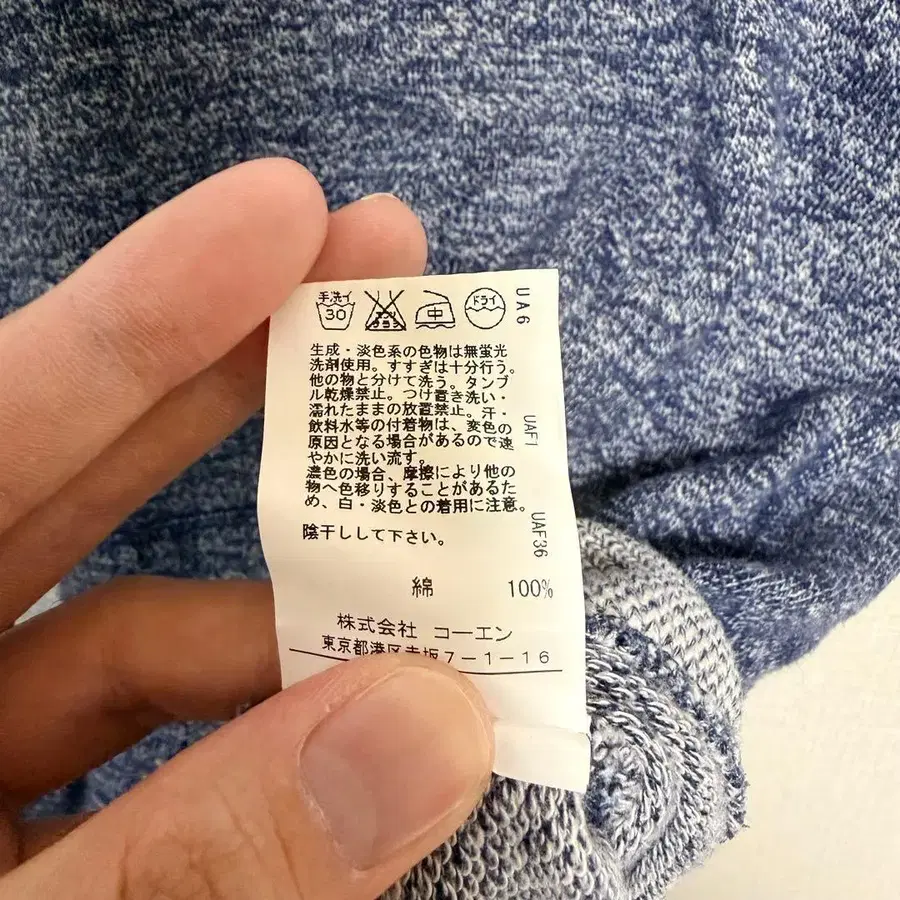 手洗イ 30 エンソ サラシ 中 ドライ UA6
生成・淡色系の色物は無蛍光
洗剤使用。すすぎは十分行う。
他の物と分けて洗う。タンブ
ル乾燥禁止。つけ置き洗い・
濡れたままの放置禁止。汗・
飲料水等の付着物は、変色の
原因となる場合があるので速
やかに洗い流す。
濃色の場合、摩擦により他の
物へ色移りすることがあるた
め、白・淡色との着用に注意。
UAF1
UAF36
陰干しして下さい。
綿 100%
株式会社 コーエン
東京都港区赤坂7-1-16